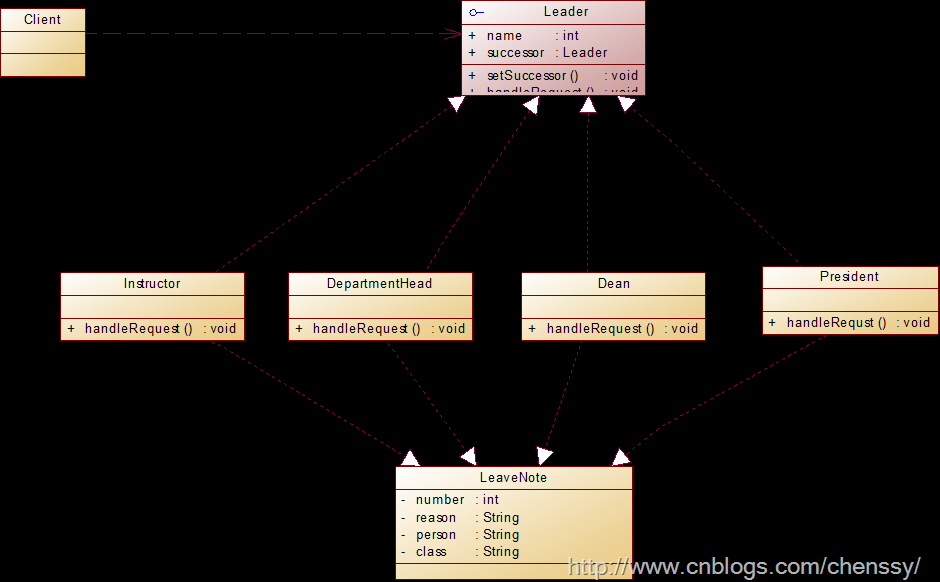 Client
Leader
+ name : int
+ successor : Leader
+ setSuccessor () : void
+ handleRequest () : void
Instructor
+ handleRequest () : void
DepartmentHead
+ handleRequest () : void
Dean
+ handleRequest () : void
President
+ handleRequst () : void
LeaveNote
- number : int
- reason : String
- person : String
- class : String
http://www.cnblogs.com/chenssy/